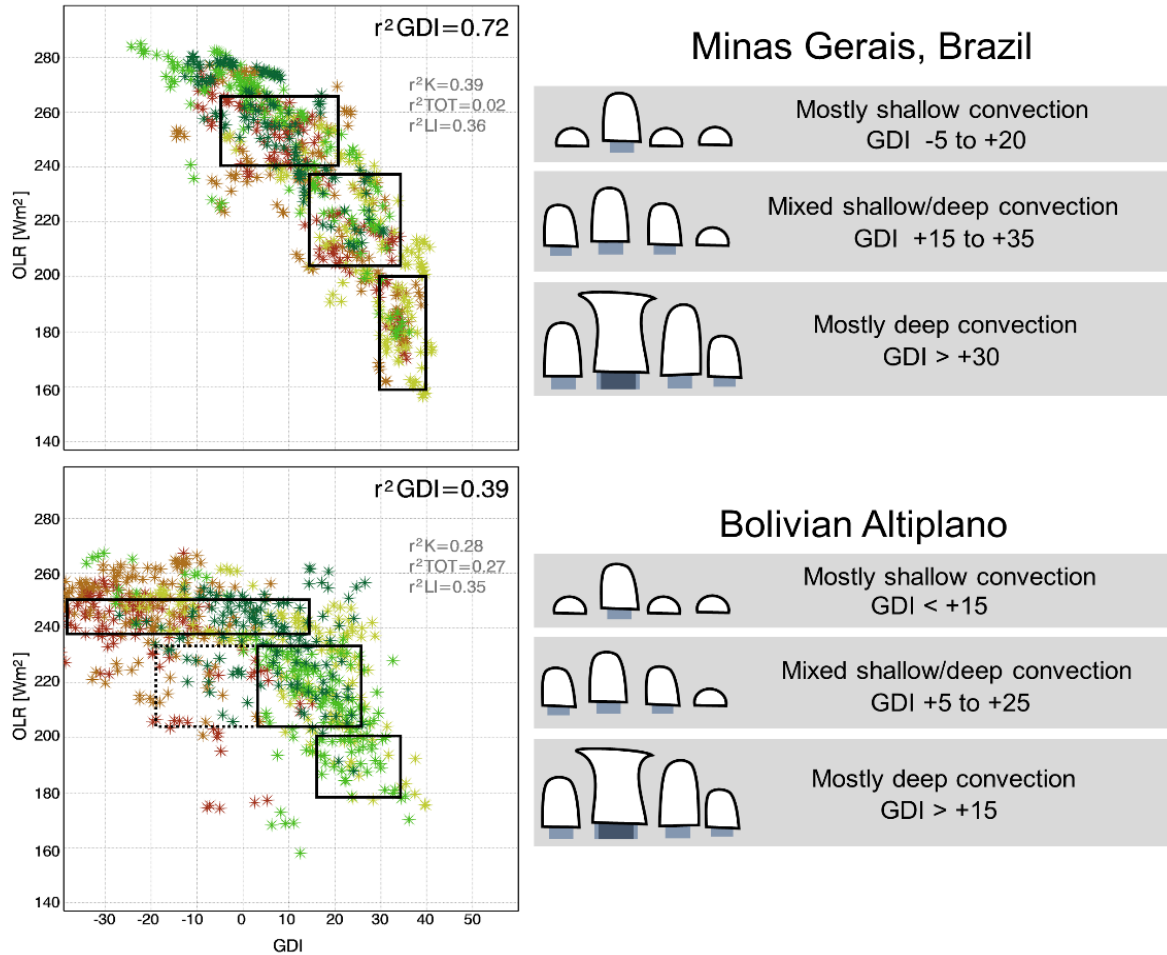 r²GDI=0.72
r²K=0.39
r²TOT=0.02
r²LI=0.36
280
260
240
220
200
180
160
140
OLR [Wm²]
Minas Gerais, Brazil
Mostly shallow convection
GDI -5 to +20
Mixed shallow/deep convection
GDI +15 to +35
Mostly deep convection
GDI > +30
r²GDI=0.39
r²K=0.28
r²TOT=0.27
r²LI=0.35
280
260
240
220
200
180
160
140
OLR [Wm²]
-30 -20 -10 0 10 20 30 40 50
GDI
Bolivian Altiplano
Mostly shallow convection
GDI < +15
Mixed shallow/deep convection
GDI +5 to +25
Mostly deep convection
GDI > +15